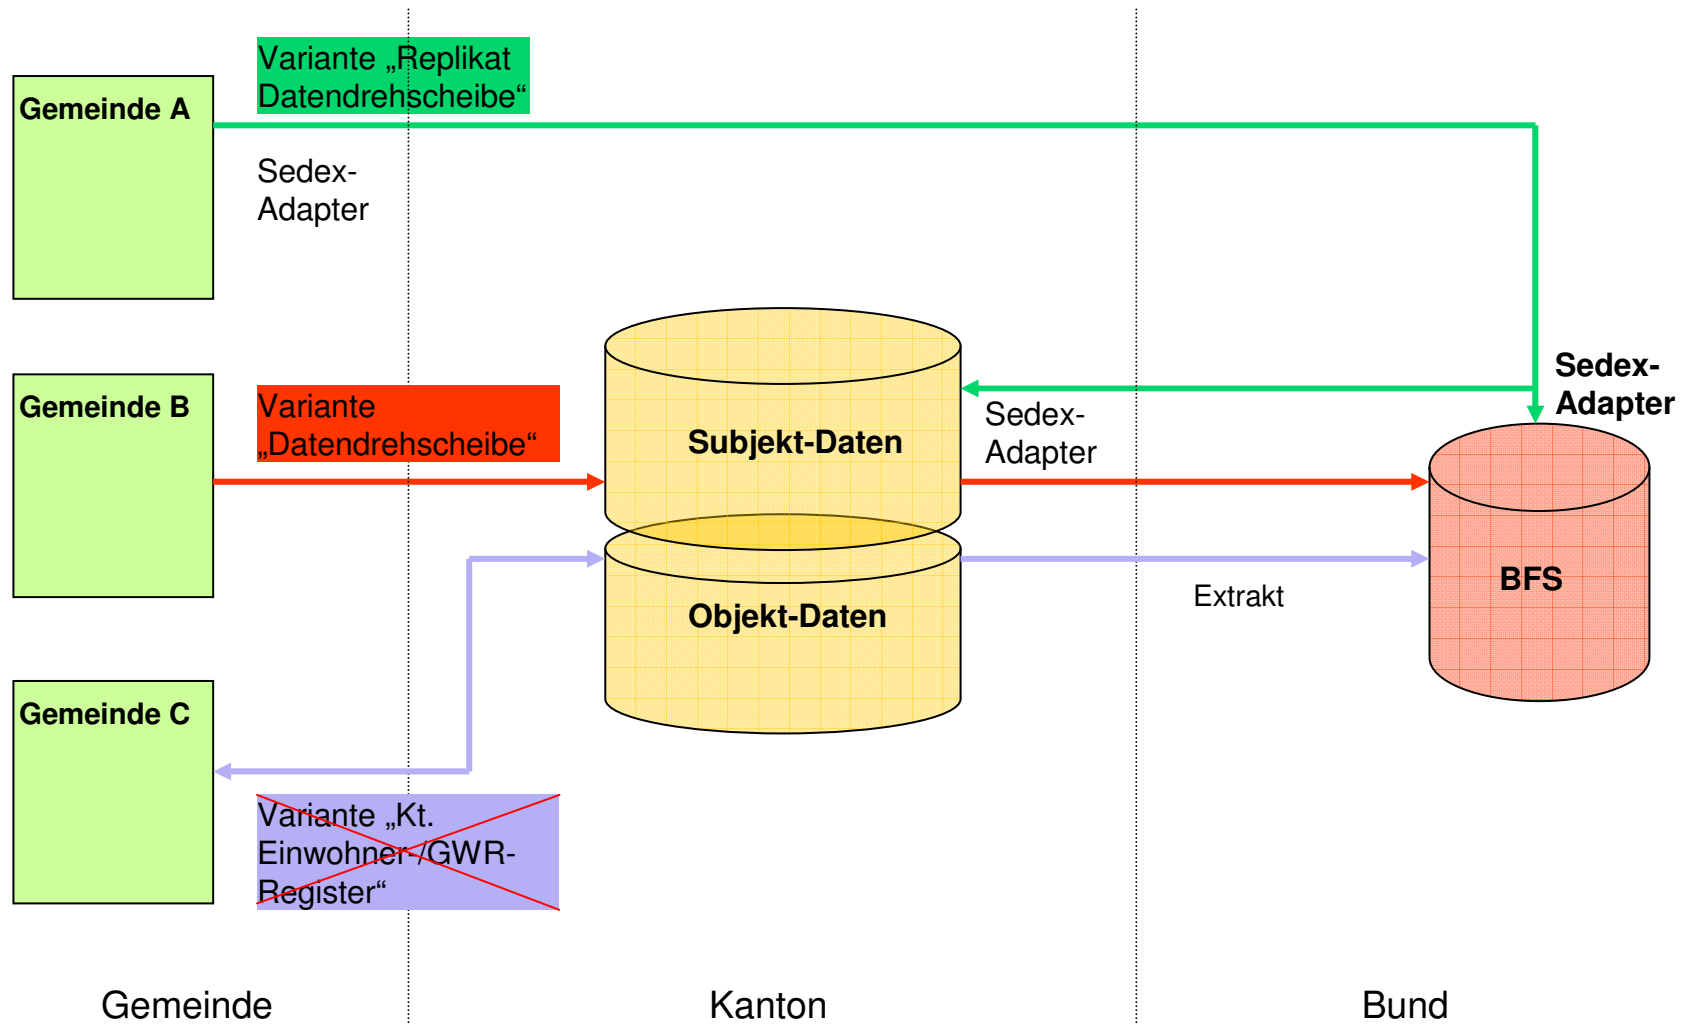 Variante „Replikat
Datendrehscheibe“
Gemeinde A
Sedex-
Adapter
Sedex-
Adapter
Gemeinde B
Variante
„Datendrehscheibe“
Subjekt-Daten
Sedex-
Adapter
BFS
Extrakt
Objekt-Daten
Gemeinde C
Variante „Kt.
Einwohner-/GWR-
Register“
Gemeinde
Kanton
Bund